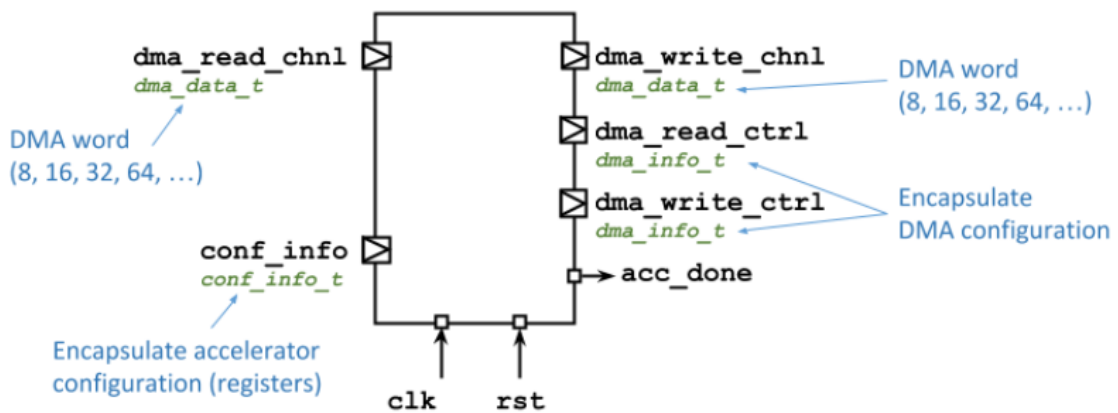 dma_read_chnl
dma_data_t
DMA word
(8, 16, 32, 64, …)
conf_info
conf_info_t
Encapsulate accelerator
configuration (registers)
dma_write_chnl
dma_data_t
DMA word
(8, 16, 32, 64, …)
dma_read_ctrl
dma_info_t
dma_write_ctrl
dma_info_t
Encapsulate
DMA configuration
acc_done
clk
rst